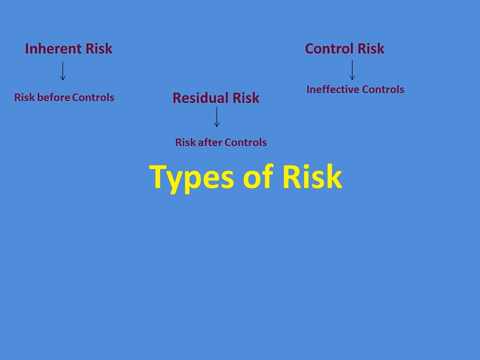 Inherent Risk
Control Risk
Risk before Controls
Ineffective Controls
Residual Risk
Risk after Controls
Types of Risk